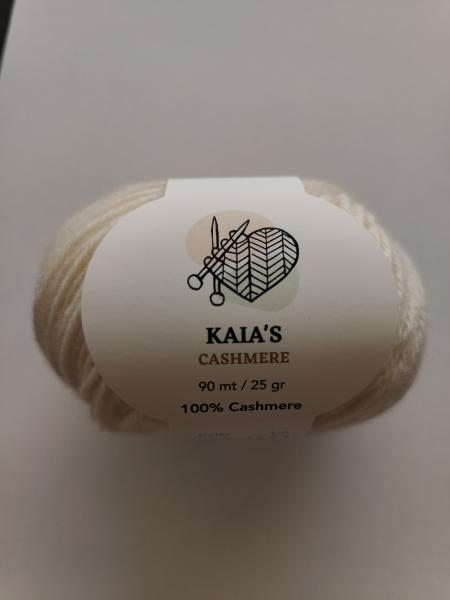 KAIA'S
CASHMERE
90 mt / 25 gr
100% Cashmere